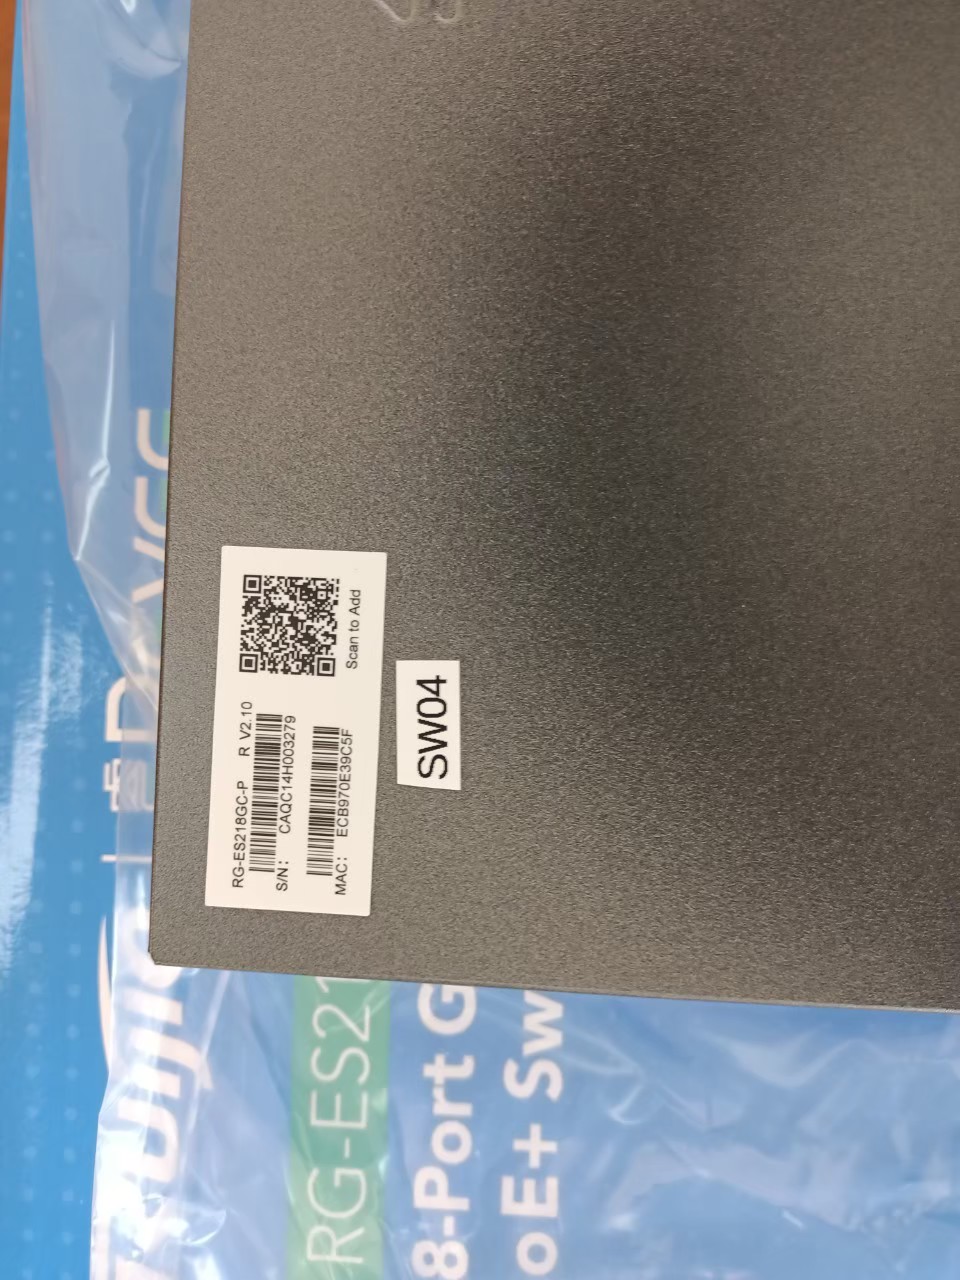 RG-ES218GC-P R V2.10
S/N: CAQC14H003279
MAC: ECB970E39C5F
Scan to Add
SW04
RG-ES21
8-Port G
oE+ Sw